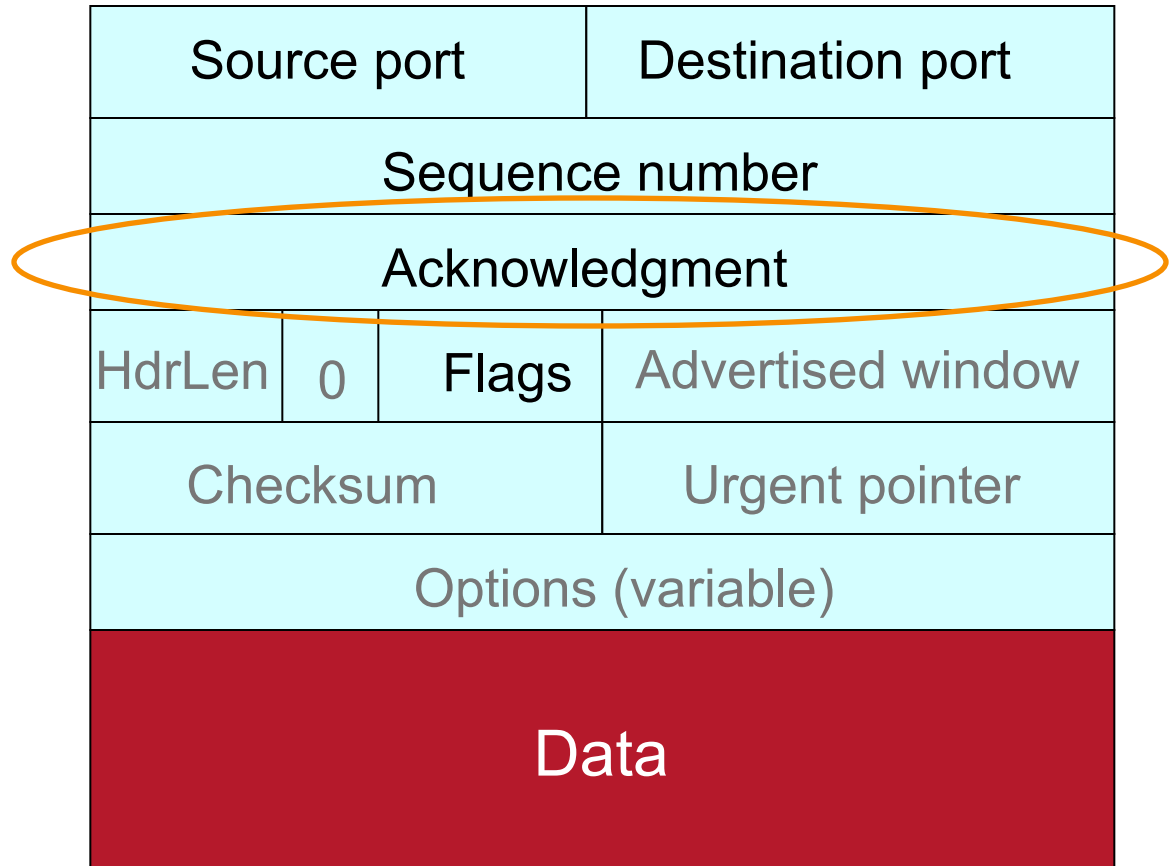 Source port Destination port
Sequence number
Acknowledgment
HdrLen 0 Flags Advertised window
Checksum Urgent pointer
Options (variable)
Data